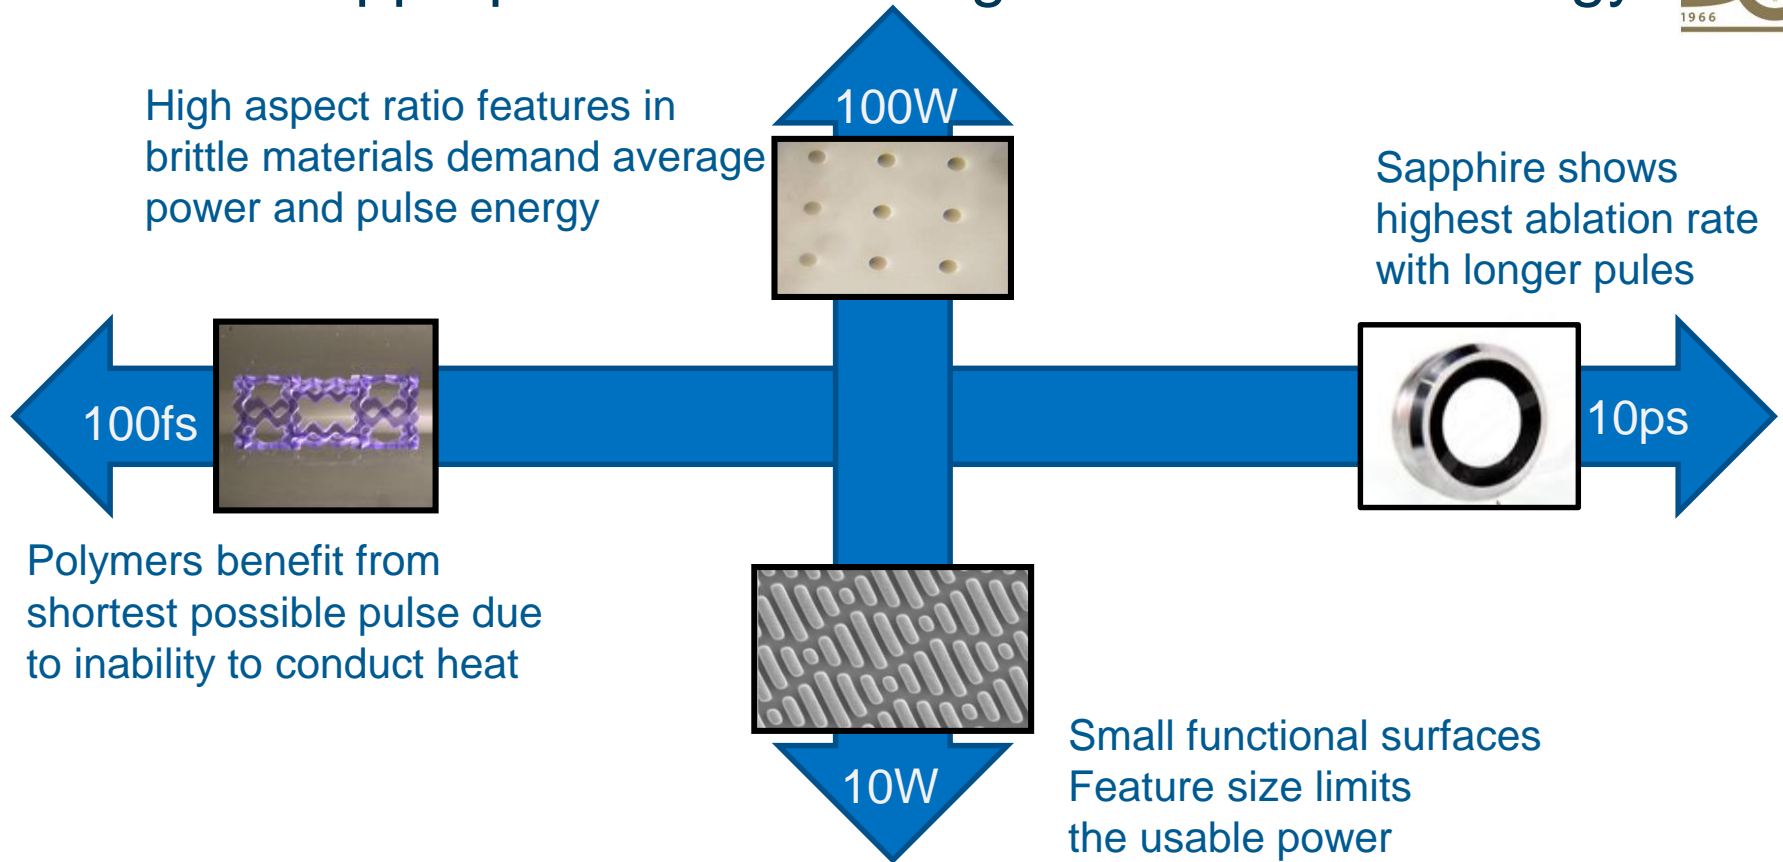 1966
100W
High aspect ratio features in
brittle materials demand average
power and pulse energy
Sapphire shows
highest ablation rate
with longer pules
100fs
10ps
Polymers benefit from
shortest possible pulse due
to inability to conduct heat
Small functional surfaces
Feature size limits
the usable power
10W